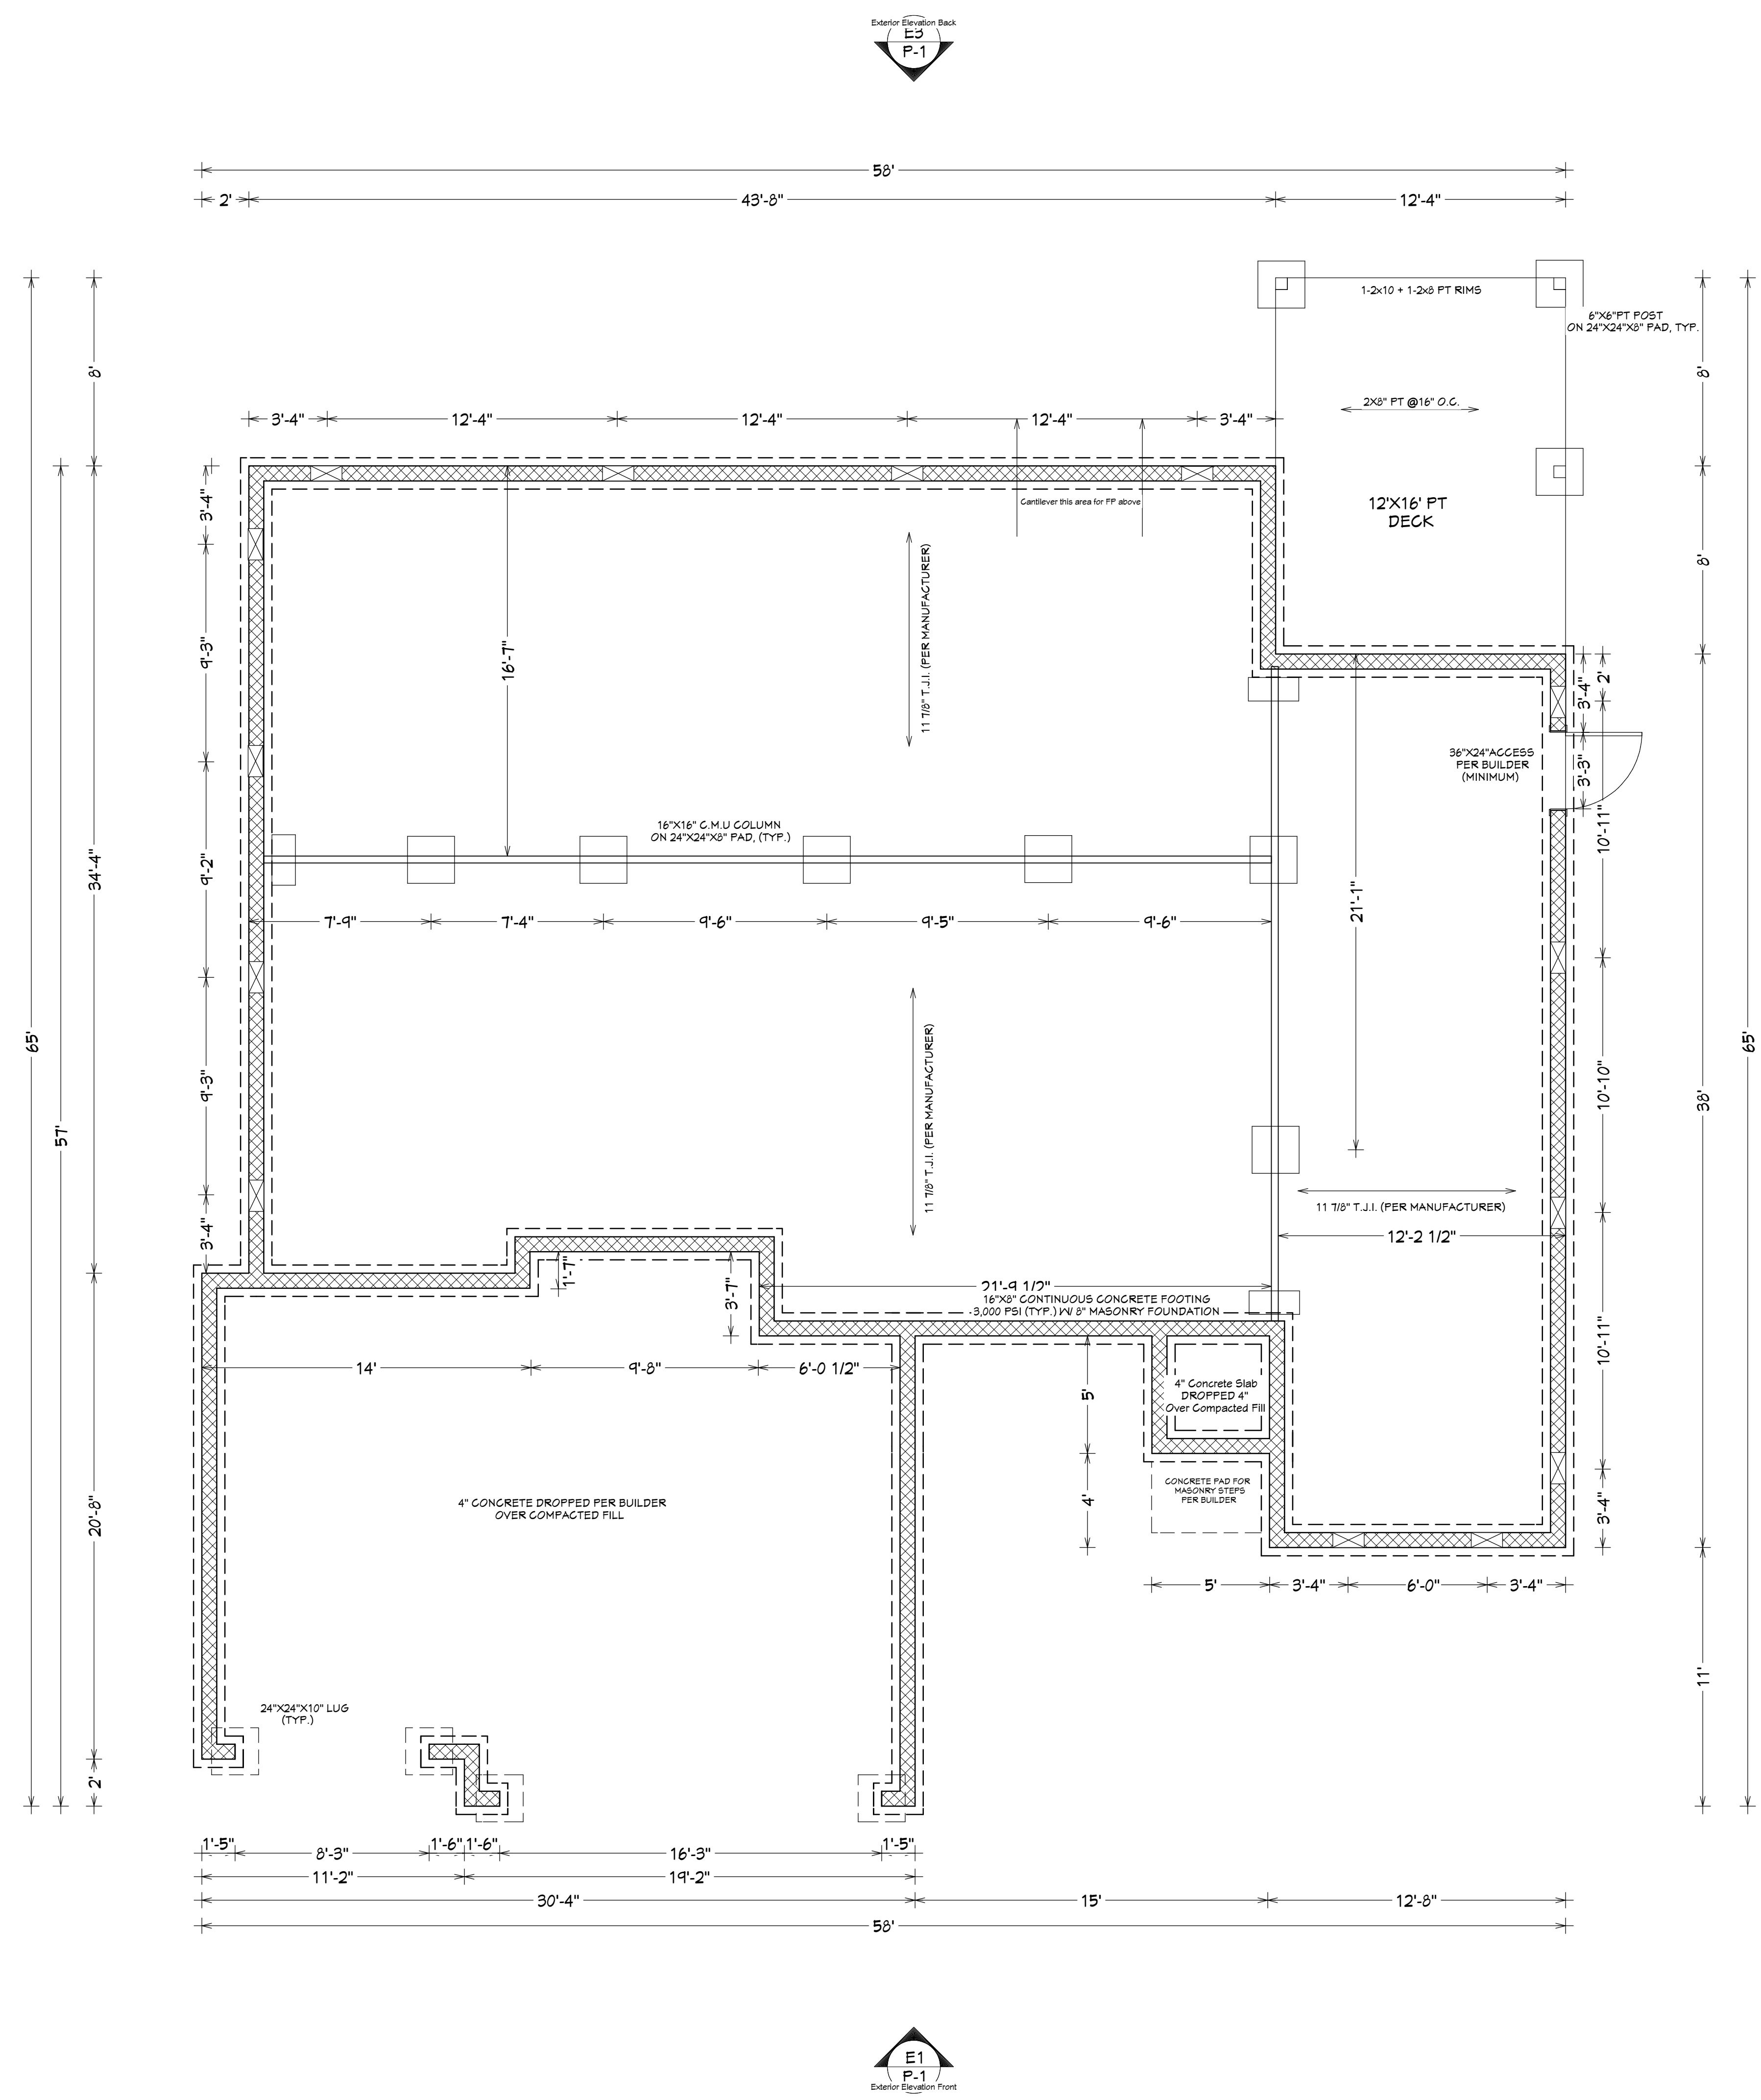 Exterior Elevation Back
E3
P-1
58'
2'
43'-8"
12'-4"
1-2x10 + 1-2x8 PT RIMS
6"X6"PT POST
ON 24"X24"X8" PAD, TYP.
8'
8'
2X8" PT @16" O.C.
3'-4"
12'-4"
12'-4"
12'-4"
3'-4"
Cantilever this area for FP above
12'X16' PT
DECK
3'-4"
8'
16'-7"
11 7/8" T.J.I. (PER MANUFACTURER)
9'-3"
2'
3'-4"
36"X24"ACCESS
PER BUILDER
(MINIMUM)
3'-3"
16"X16" C.M.U COLUMN
ON 24"X24"X8" PAD, (TYP.)
10'-11"
34'-4"
9'-2"
21'-1"
7'-9"
7'-4"
9'-6"
9'-5"
9'-6"
65'
65'
57'
9'-3"
11 7/8" T.J.I. (PER MANUFACTURER)
10'-10"
38'
11 7/8" T.J.I. (PER MANUFACTURER)
3'-4"
12'-2 1/2"
1'-7"
3'-7"
21'-9 1/2"
16"X8" CONTINUOUS CONCRETE FOOTING
3,000 PSI (TYP.) W/ 8" MASONRY FOUNDATION
10'-11"
14'
9'-8"
6'-0 1/2"
5'
4" Concrete Slab
DROPPED 4"
Over Compacted Fill
CONCRETE PAD FOR
MASONRY STEPS
PER BUILDER
4'
3'-4"
20'-8"
4" CONCRETE DROPPED PER BUILDER
OVER COMPACTED FILL
5'
3'-4"
6'-0"
3'-4"
11'
24"X24"X10" LUG
(TYP.)
2'
1'-5"
8'-3"
1'-6"
1'-6"
16'-3"
1'-5"
11'-2"
19'-2"
30'-4"
15'
12'-8"
58'
E1
P-1
Exterior Elevation Front